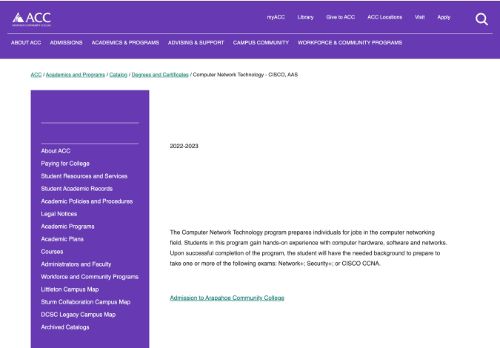 ACC
ARAPAHOE COMMUNITY COLLEGE
myACC Library Give to ACC ACC Locations Visit Apply
ABOUT ACC ADMISSIONS ACADEMICS & PROGRAMS ADVISING & SUPPORT CAMPUS COMMUNITY WORKFORCE & COMMUNITY PROGRAMS
ACC / Academics and Programs / Catalog / Degrees and Certificates / Computer Network Technology - CISCO, AAS
About ACC
Paying for College
Student Resources and Services
Student Academic Records
Academic Policies and Procedures
Legal Notices
Academic Programs
Academic Plans
Courses
Administrators and Faculty
Workforce and Community Programs
Littleton Campus Map
Sturm Collaboration Campus Map
DCSC Legacy Campus Map
Archived Catalogs
2022-2023
The Computer Network Technology program prepares individuals for jobs in the computer networking
field. Students in this program gain hands-on experience with computer hardware, software and networks.
Upon successful completion of the program, the student will have the needed background to prepare to
take one or more of the following exams: Network+; Security+; or CISCO CCNA.
Admission to Arapahoe Community College